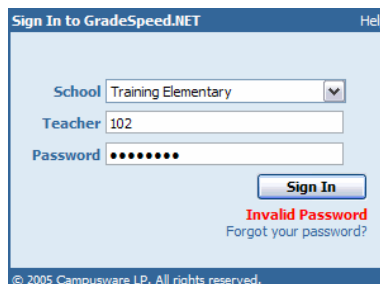 Sign In to GradeSpeed.NET Hel
School Training Elementary
Teacher 102
Password ••••••••
Sign In
Invalid Password
Forgot your password?
© 2005 Campusware LP. All rights reserved.